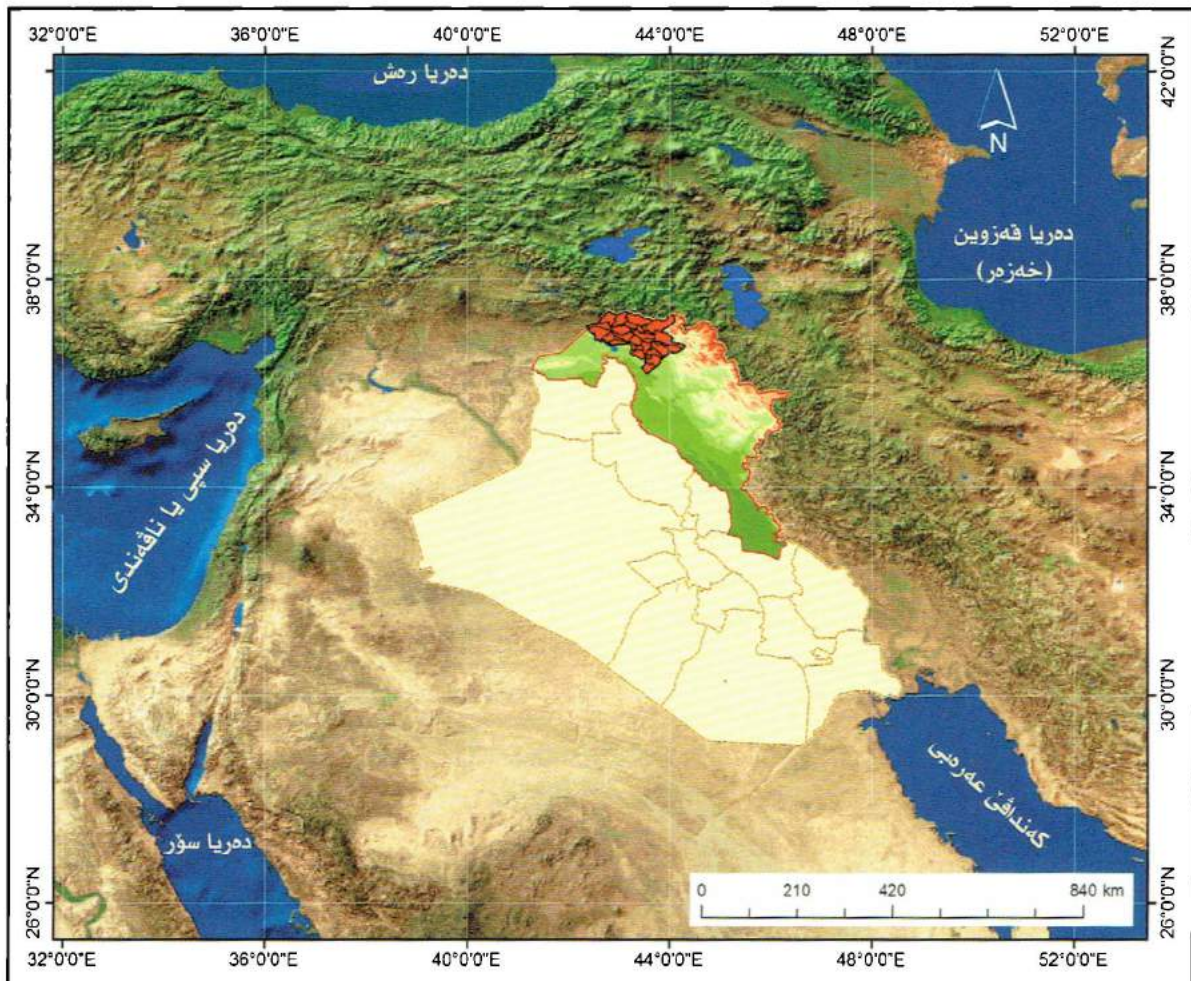 32°0'0"E 36°0'0"E 40°0'0"E 44°0'0"E 48°0'0"E 52°0'0"E
42°0'0"N 42°0'0"N
دەریا رەش
N
دەریا قەزوین
(خەزەر)
38°0'0"N 38°0'0"N
دەریا سپی یا ناڤەندی
34°0'0"N 34°0'0"N
30°0'0"N 30°0'0"N
کەنداڤێ عەرەبی
دەریا سۆر
0 210 420 840 km
26°0'0"N 26°0'0"N
32°0'0"E 36°0'0"E 40°0'0"E 44°0'0"E 48°0'0"E 52°0'0"E